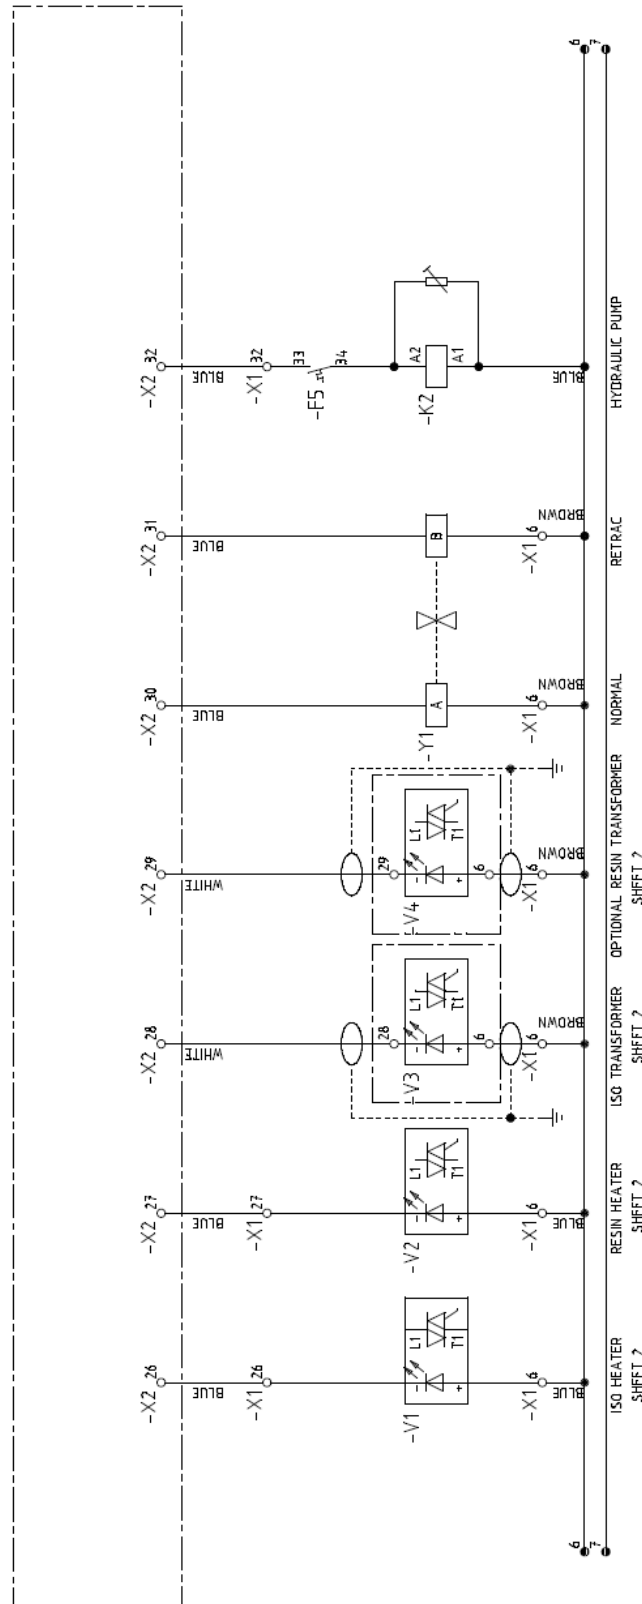 -X2 26 -X2 27 -X2 28 -X2 29 -X2 30 -X2 31 -X2 32
BLUE BLUE WHITE WHITE BLUE BLUE BLUE
-X1 26 -X1 27 -X1 32
33
-F5
34
28 29
L1 L1 L1 L1 A2
- - - -
-V1 -V2 -V3 -V4 -Y1 A B -K2
+ + + +
T1 T1 T1 T1 A1
6 6
-X1 6 -X1 6 -X1 6 -X1 6 -X1 6 -X1 6
BLUE BLUE BROWN BROWN BROWN BROWN BLUE
6 6
7 7
ISO HEATER RESIN HEATER ISO TRANSFORMER OPTIONAL RESIN TRANSFORMER NORMAL RETRAC HYDRAULIC PUMP
SHEET 2 SHEET 2 SHEET 2 SHEET 2